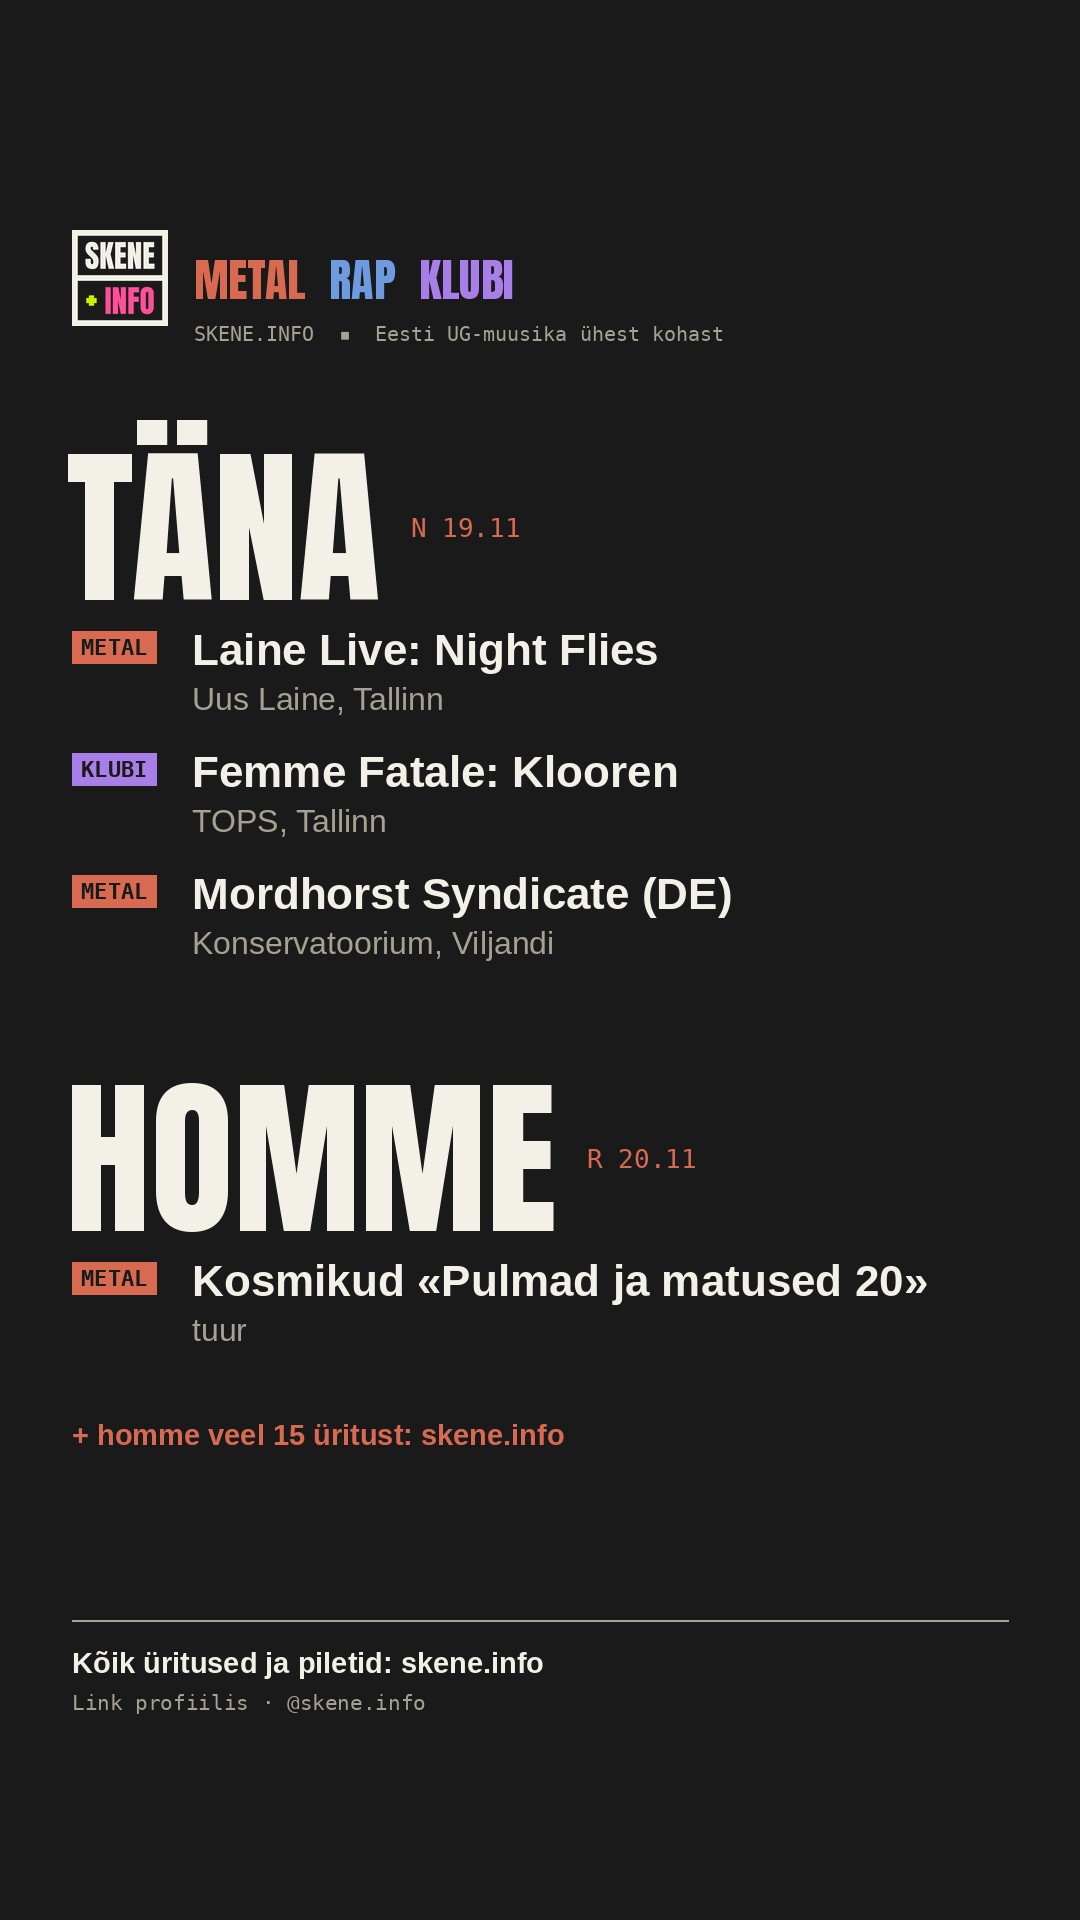 SKENE
+ INFO
METAL RAP KLUBI
SKENE.INFO ▪ Eesti UG-muusika ühest kohast
TÄNA N 19.11
METAL Laine Live: Night Flies
Uus Laine, Tallinn
KLUBI Femme Fatale: Klooren
TOPS, Tallinn
METAL Mordhorst Syndicate (DE)
Konservatoorium, Viljandi
HOMME R 20.11
METAL Kosmikud «Pulmad ja matused 20»
tuur
+ homme veel 15 üritust: skene.info
Kõik üritused ja piletid: skene.info
Link profiilis · @skene.info